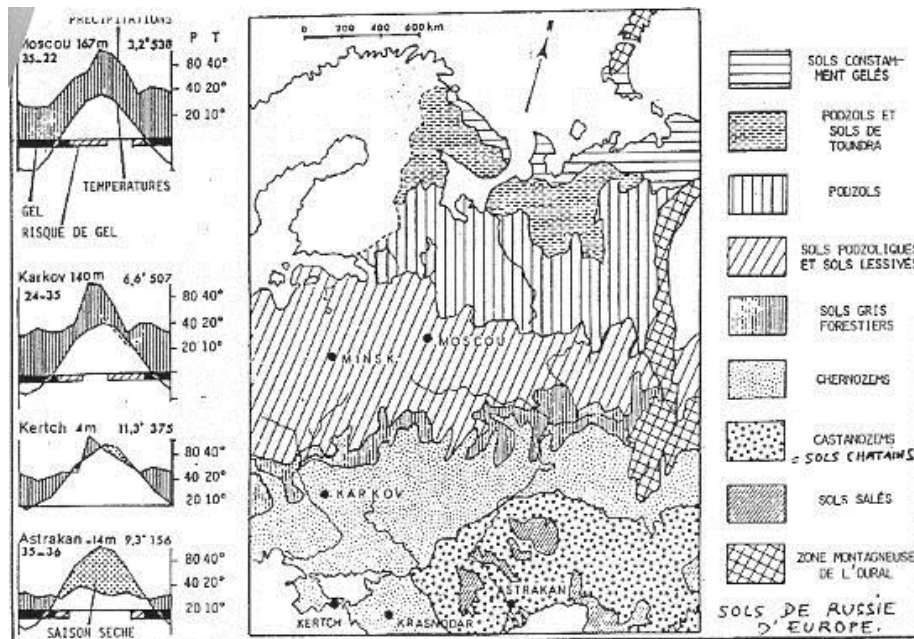 PRÉCIPITATIONS
Moscou 167m 3,2° 538
35-22
P T
80 40°
40 20°
20 10°
TEMPÉRATURES
GEL
RISQUE DE GEL
Karkov 140m 6,6° 507
24-35
80 40°
40 20°
20 10°
Kertch 4m 11,3° 375
80 40°
40 20°
20 10°
Astrakan -14m 9,3° 156
35-36
80 40°
40 20°
20 10°
SAISON SECHE
0 200 400 600 km
MOSCOU
MINSK
KARKOV
ASTRAKAN
KERTCH
KRASNODAR
SOLS CONSTAM-
MENT GELÉS
PODZOLS ET
SOLS DE
TOUNDRA
PODZOLS
SOLS PODZOLIQUES
ET SOLS LESSIVÉS
SOLS GRIS
FORESTIERS
CHERNOZEMS
CASTANOZEMS
= SOLS CHATAINS
SOLS SALÉS
ZONE MONTAGNEUSE
DE L'OURAL
SOLS DE RUSSIE
D'EUROPE.